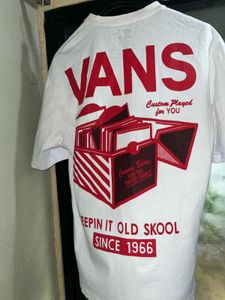 VANS
Custom Played
for YOU
EEPIN IT OLD SKOOL
SINCE 1966